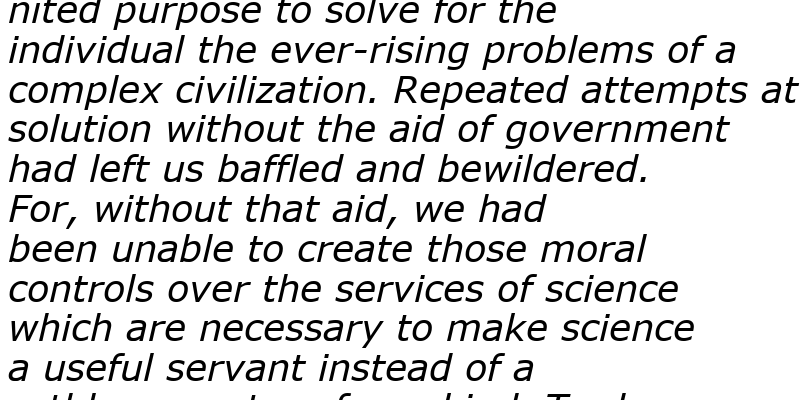 nited purpose to solve for the
individual the ever-rising problems of a
complex civilization. Repeated attempts at
solution without the aid of government
had left us baffled and bewildered.
For, without that aid, we had
been unable to create those moral
controls over the services of science
which are necessary to make science
a useful servant instead of a